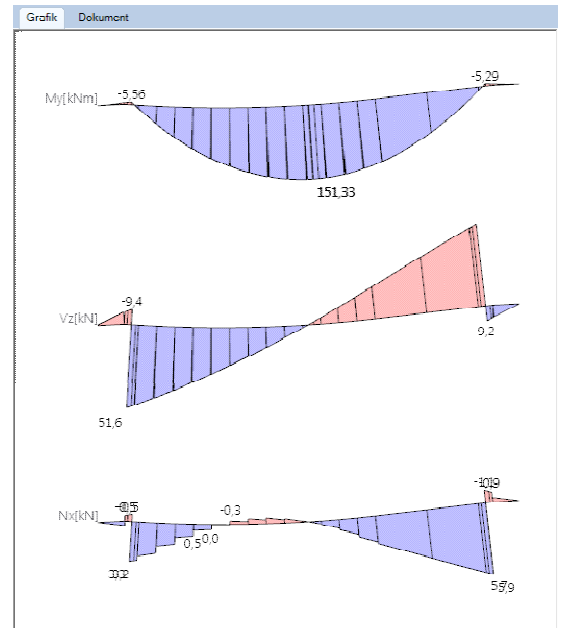 Grafik Dokument
-5,56 -5,29
My[kNm]
151,33
-9,4
Vz[kN]
9,2
51,6
-0,3
Nx[kN]
0,5 0,0